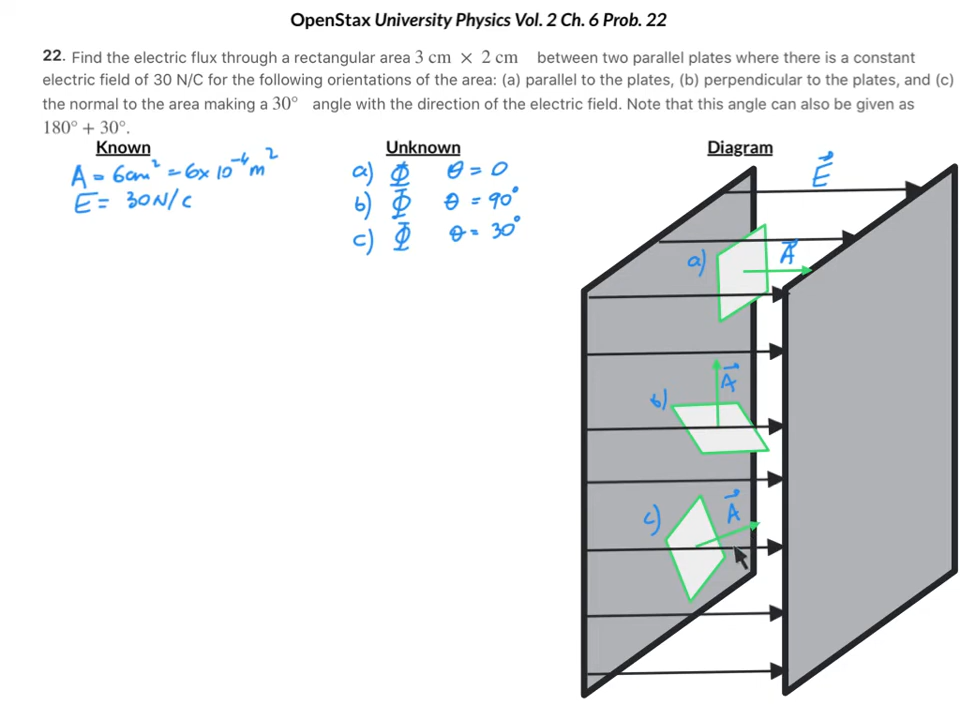 OpenStax University Physics Vol. 2 Ch. 6 Prob. 22
22. Find the electric flux through a rectangular area 3 cm × 2 cm between two parallel plates where there is a constant
electric field of 30 N/C for the following orientations of the area: (a) parallel to the plates, (b) perpendicular to the plates, and (c)
the normal to the area making a 30° angle with the direction of the electric field. Note that this angle can also be given as
180° + 30°.
Known
A = 6cm² = 6x10⁻⁴m²
E = 30N/C
Unknown
a) Φ θ = 0
b) Φ θ = 90°
c) Φ θ = 30°
Diagram
E⃗
a) A⃗
b) A⃗
c) A⃗